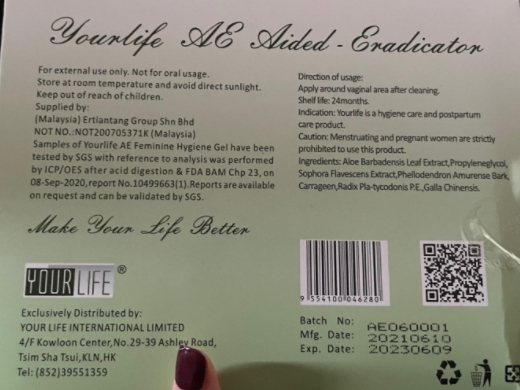 Yourlife AE Aided - Eradicator
For external use only. Not for oral usage.
Store at room temperature and avoid direct sunlight.
Keep out of reach of children.
Supplied by:
(Malaysia) Ertiantang Group Shn Bhd
NOT NO.:NOT200705371K (Malaysia)
Samples of Yourlife AE Feminine Hygiene Gel have been
tested by SGS with reference to analysis was performed
by ICP/OES after acid digestion & FDA BAM Chp 23, on
08-Sep-2020, report No.10499663(1).Reports are available
on request and can be validated by SGS.
Direction of usage:
Apply around vaginal area after cleaning.
Shelf life: 24months.
Indication: Yourlife is a hygiene care and postpartum
care product.
Caution: Menstruating and pregnant women are strictly
prohibited to use this product.
Ingredients: Aloe Barbadensis Leaf Extract,Propyleneglycol,
Sophora Flavescens Extract,Phellodendron Amurense Bark,
Carrageen,Radix Pla-tycodonis P.E.,Galla Chinensis.
Make Your Life Better
YOUR LIFE ®
Exclusively Distributed by:
YOUR LIFE INTERNATIONAL LIMITED
4/F Kowloon Center,No.29-39 Ashley Road,
Tsim Sha Tsui,KLN,HK
Tel: (852)39551359
9 554100 046280
Batch No: AE060001
Mfg. Date: 20210610
Exp. Date: 20230609